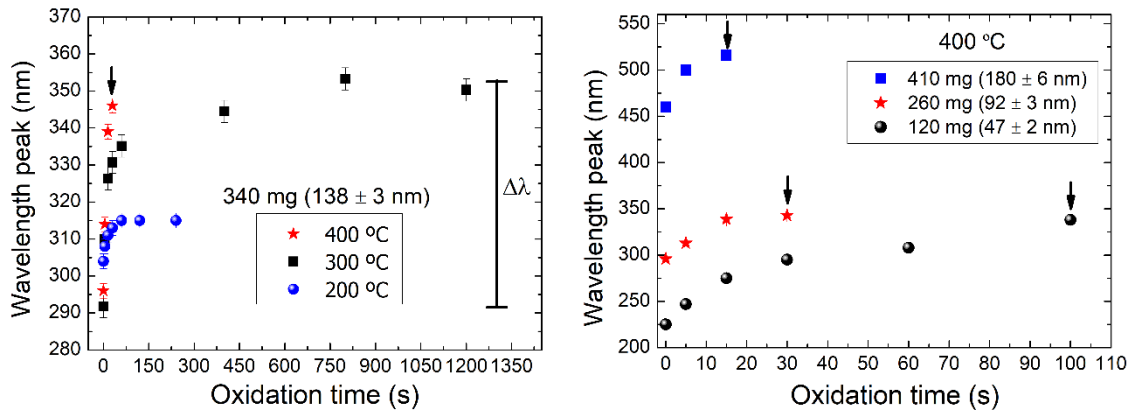 370
360
350
340
330
320
310
300
290
280
Wavelength peak (nm)
0 150 300 450 600 750 900 1050 1200 1350
Oxidation time (s)
Δλ
340 mg (138 ± 3 nm)
400 ºC
300 ºC
200 ºC
550
500
450
400
350
300
250
200
Wavelength peak (nm)
0 10 20 30 40 50 60 70 80 90 100 110
Oxidation time (s)
400 ºC
410 mg (180 ± 6 nm)
260 mg (92 ± 3 nm)
120 mg (47 ± 2 nm)